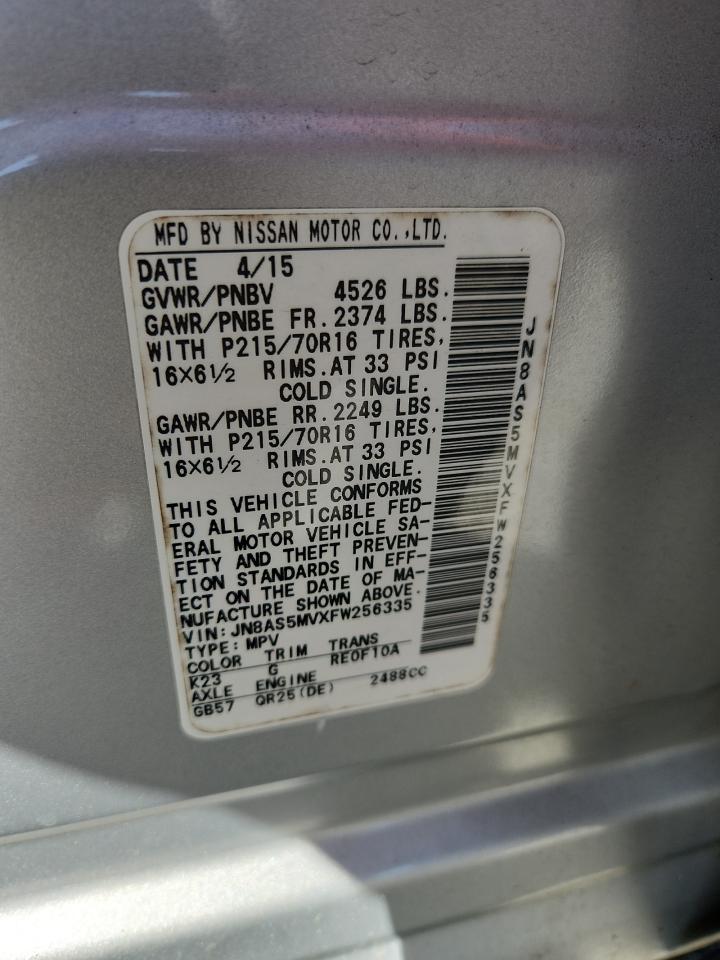 MFD BY NISSAN MOTOR CO.,LTD.
DATE 4/15
GVWR/PNBV 4526 LBS.
GAWR/PNBE FR.2374 LBS.
WITH P215/70R16 TIRES,
16X6½ RIMS.AT 33 PSI
COLD SINGLE.
GAWR/PNBE RR.2249 LBS.
WITH P215/70R16 TIRES,
16X6½ RIMS.AT 33 PSI
COLD SINGLE.
THIS VEHICLE CONFORMS
TO ALL APPLICABLE FED-
ERAL MOTOR VEHICLE SA-
FETY AND THEFT PREVEN-
TION STANDARDS IN EFF-
ECT ON THE DATE OF MA-
NUFACTURE SHOWN ABOVE.
VIN: JN8AS5MVXFW256335
TYPE: MPV
COLOR TRIM TRANS
K23 G RE0F10A
AXLE ENGINE
GB57 QR25(DE) 2488CC
JN8AS5MVXFW256335